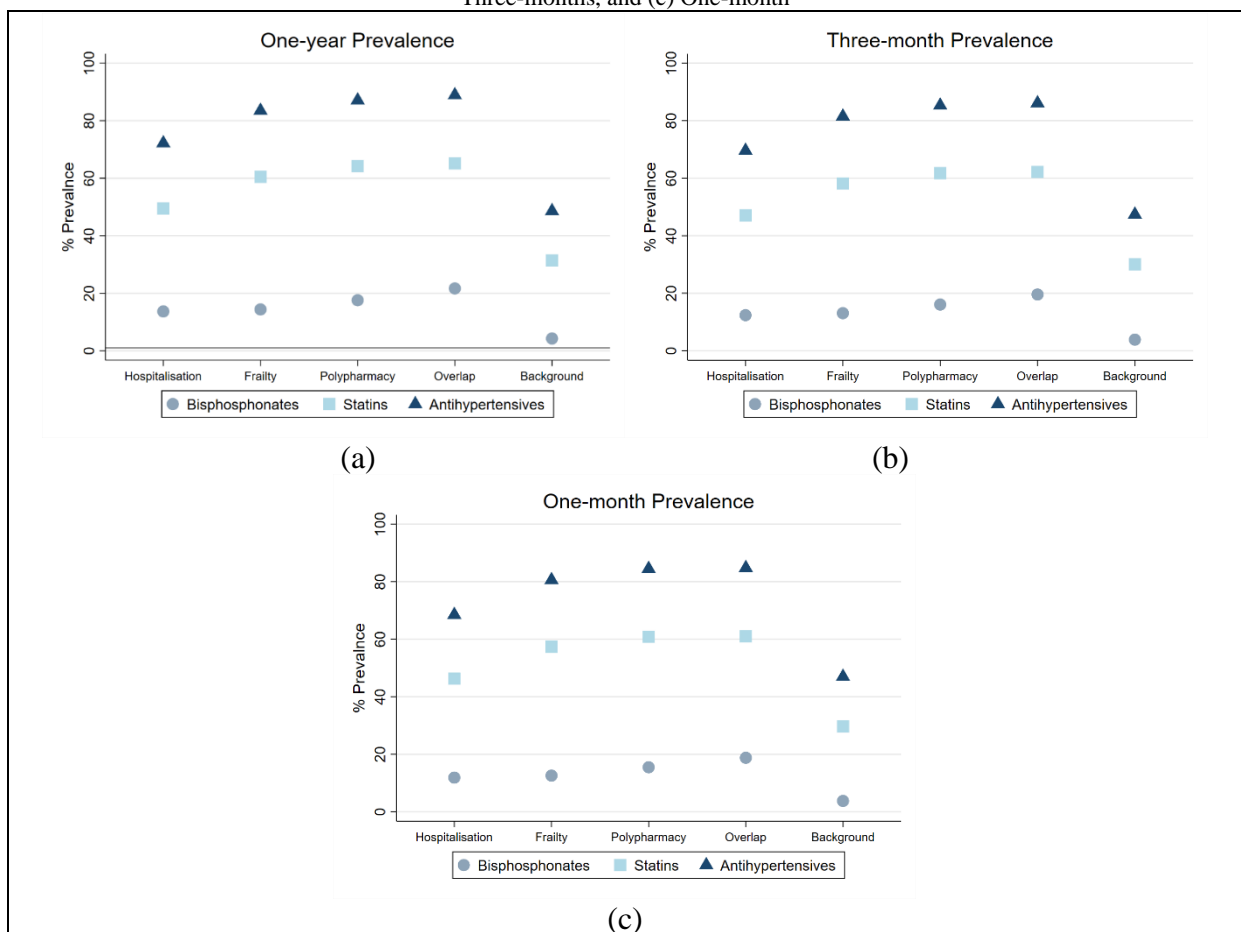 Three-months, and (c) One-month
One-year Prevalence
% Prevalnce
100
80
60
40
20
0
Hospitalisation Frailty Polypharmacy Overlap Background
Bisphosphonates Statins Antihypertensives
(a)
Three-month Prevalence
% Prevalnce
100
80
60
40
20
0
Hospitalisation Frailty Polypharmacy Overlap Background
Bisphosphonates Statins Antihypertensives
(b)
One-month Prevalence
% Prevalnce
100
80
60
40
20
0
Hospitalisation Frailty Polypharmacy Overlap Background
Bisphosphonates Statins Antihypertensives
(c)